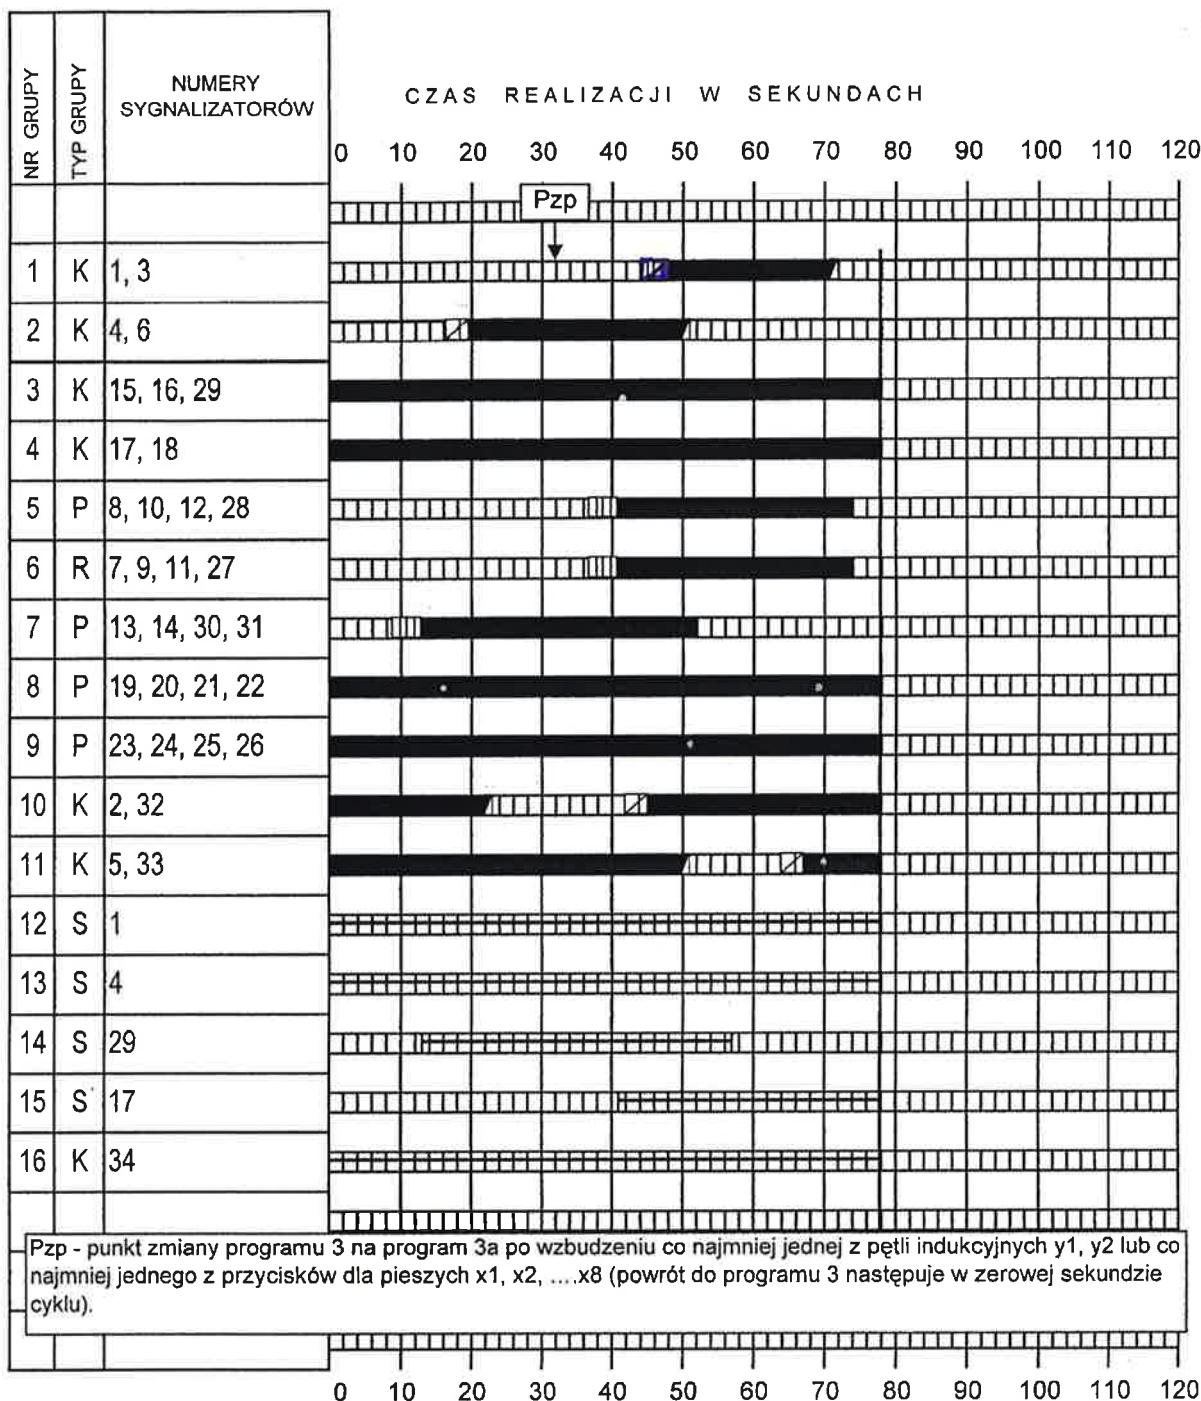 NR GRUPY
TYP GRUPY
NUMERY
SYGNALIZATORÓW
CZAS REALIZACJI W SEKUNDACH
0 10 20 30 40 50 60 70 80 90 100 110 120
Pzp
1 K 1, 3
2 K 4, 6
3 K 15, 16, 29
4 K 17, 18
5 P 8, 10, 12, 28
6 R 7, 9, 11, 27
7 P 13, 14, 30, 31
8 P 19, 20, 21, 22
9 P 23, 24, 25, 26
10 K 2, 32
11 K 5, 33
12 S 1
13 S 4
14 S 29
15 S 17
16 K 34
Pzp - punkt zmiany programu 3 na program 3a po wzbudzeniu co najmniej jednej z pętli indukcyjnych y1, y2 lub co
najmniej jednego z przycisków dla pieszych x1, x2, ....x8 (powrót do programu 3 następuje w zerowej sekundzie
cyklu).
0 10 20 30 40 50 60 70 80 90 100 110 120